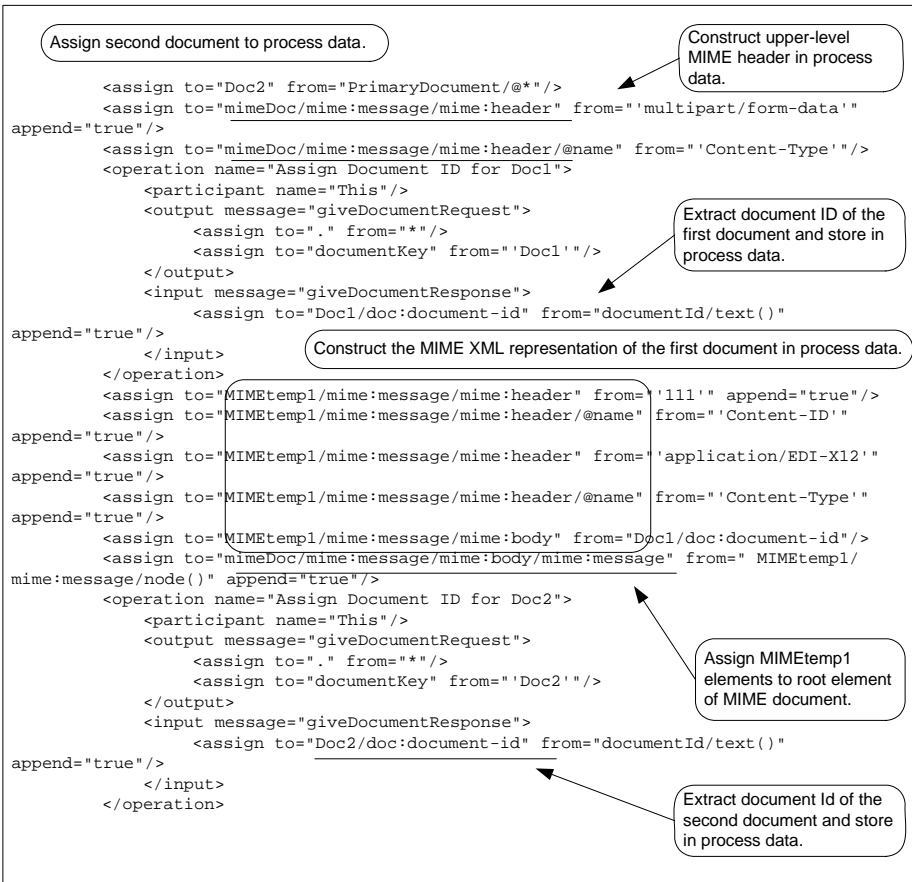 Assign second document to process data.
Construct upper-level
MIME header in process
data.
<assign to="Doc2" from="PrimaryDocument/@*"/>
<assign to="mimeDoc/mime:message/mime:header" from="'multipart/form-data'"
append="true"/>
<assign to="mimeDoc/mime:message/mime:header/@name" from="'Content-Type'"/>
<operation name="Assign Document ID for Doc1">
<participant name="This"/>
<output message="giveDocumentRequest">
<assign to="." from="*"/>
<assign to="documentKey" from="'Doc1'"/>
</output>
Extract document ID of the
first document and store in
process data.
<input message="giveDocumentResponse">
<assign to="Doc1/doc:document-id" from="documentId/text()"
append="true"/>
</input>
Construct the MIME XML representation of the first document in process data.
</operation>
<assign to="MIMEtemp1/mime:message/mime:header" from="'111'" append="true"/>
<assign to="MIMEtemp1/mime:message/mime:header/@name" from="'Content-ID'"
append="true"/>
<assign to="MIMEtemp1/mime:message/mime:header" from="'application/EDI-X12'"
append="true"/>
<assign to="MIMEtemp1/mime:message/mime:header/@name" from="'Content-Type'"
append="true"/>
<assign to="MIMEtemp1/mime:message/mime:body" from="Doc1/doc:document-id"/>
<assign to="mimeDoc/mime:message/mime:body/mime:message" from=" MIMEtemp1/
mime:message/node()" append="true"/>
<operation name="Assign Document ID for Doc2">
<participant name="This"/>
<output message="giveDocumentRequest">
<assign to="." from="*"/>
<assign to="documentKey" from="'Doc2'"/>
</output>
Assign MIMEtemp1
elements to root element
of MIME document.
<input message="giveDocumentResponse">
<assign to="Doc2/doc:document-id" from="documentId/text()"
append="true"/>
</input>
</operation>
Extract document Id of the
second document and store
in process data.